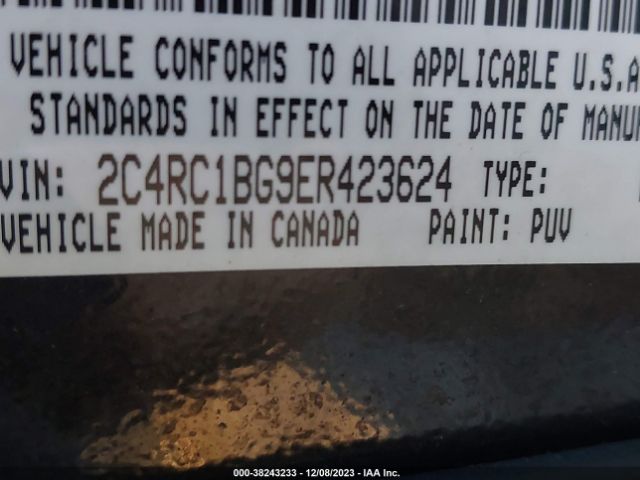 VEHICLE CONFORMS TO ALL APPLICABLE U.S.A
STANDARDS IN EFFECT ON THE DATE OF MANU
VIN: 2C4RC1BG9ER423624 TYPE:
VEHICLE MADE IN CANADA PAINT: PUV
000-38243233 - 12/08/2023 - IAA Inc.